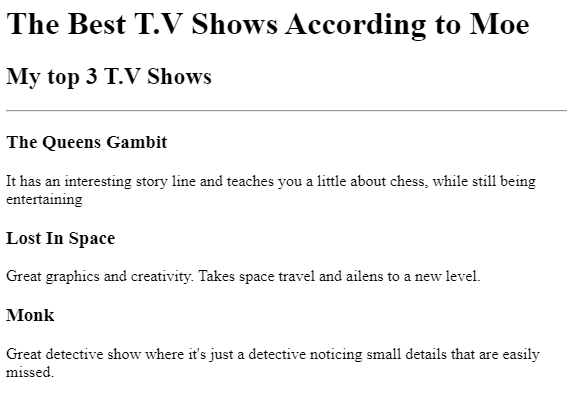 The Best T.V Shows According to Moe
My top 3 T.V Shows
The Queens Gambit
It has an interesting story line and teaches you a little about chess, while still being
entertaining
Lost In Space
Great graphics and creativity. Takes space travel and ailens to a new level.
Monk
Great detective show where it's just a detective noticing small details that are easily
missed.